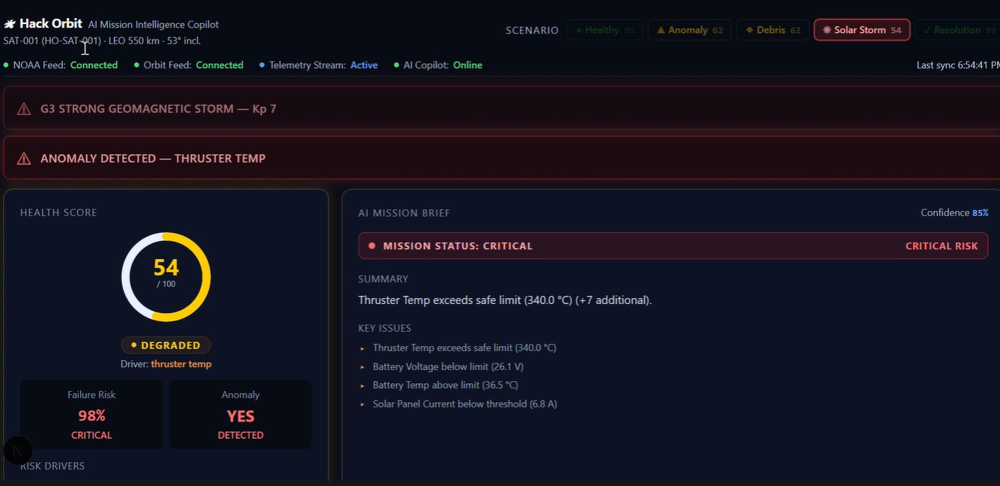 Hack Orbit AI Mission Intelligence Copilot
SAT-001 (HO-SAT-001) · LEO 550 km · 53° incl.
SCENARIO
Healthy 92
Anomaly 62
Debris 62
Solar Storm 54
✓ Resolution 99
NOAA Feed: Connected
Orbit Feed: Connected
Telemetry Stream: Active
AI Copilot: Online
Last sync 6:54:41 PM
G3 STRONG GEOMAGNETIC STORM — Kp 7
ANOMALY DETECTED — THRUSTER TEMP
HEALTH SCORE
54
/ 100
DEGRADED
Driver: thruster temp
Failure Risk
98%
CRITICAL
Anomaly
YES
DETECTED
N
RISK DRIVERS
AI MISSION BRIEF
Confidence 85%
MISSION STATUS: CRITICAL
CRITICAL RISK
SUMMARY
Thruster Temp exceeds safe limit (340.0 °C) (+7 additional).
KEY ISSUES
Thruster Temp exceeds safe limit (340.0 °C)
Battery Voltage below limit (26.1 V)
Battery Temp above limit (36.5 °C)
Solar Panel Current below threshold (6.8 A)